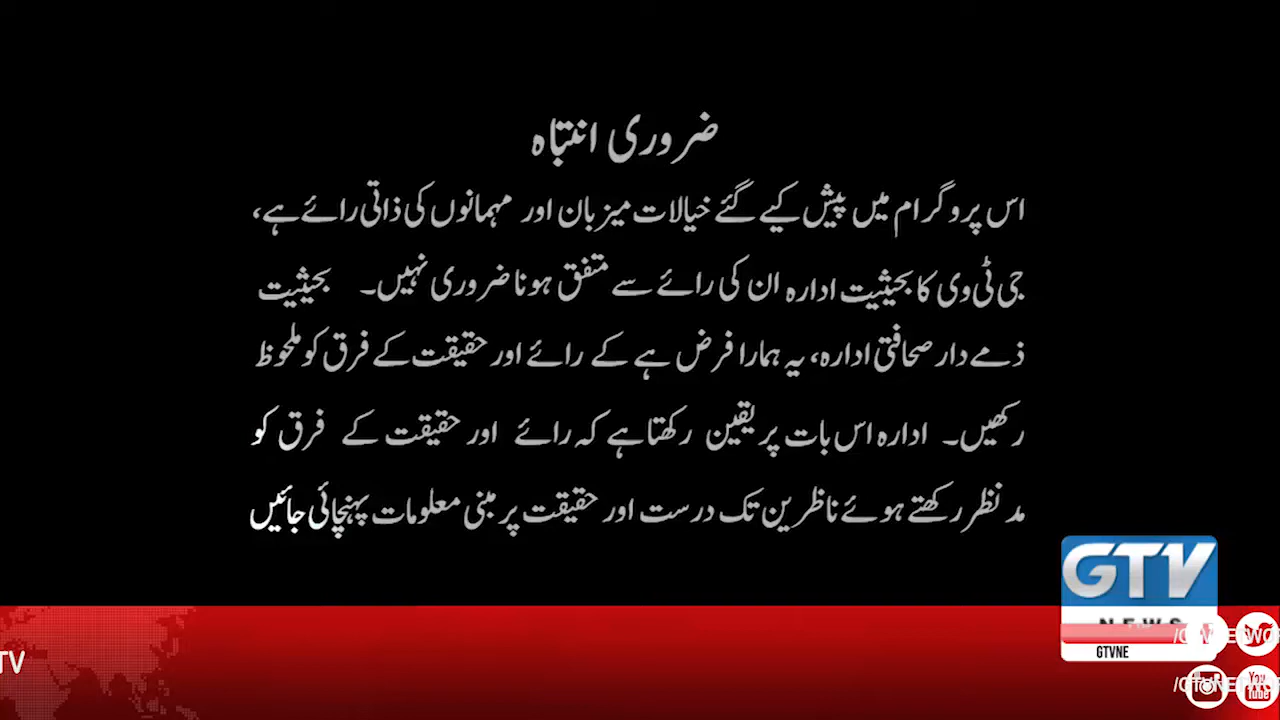 ضروری انتباہ
اس پروگرام میں پیش کیے گئے خیالات میزبان اور مہمانوں کی ذاتی رائے ہے،
جی ٹی وی کا بحیثیت ادارہ ان کی رائے سے متفق ہونا ضروری نہیں۔ بحیثیت
ذمے دار صحافتی ادارہ، یہ ہمارا فرض ہے کے رائے اور حقیقت کے فرق کو ملحوظ
رکھیں۔ ادارہ اس بات پر یقین رکھتا ہے کہ رائے اور حقیقت کے فرق کو
مد نظر رکھتے ہوئے ناظرین تک درست اور حقیقت پر مبنی معلومات پہنچائی جائیں
GTV
NEWS
GTVNE
TV
You Tube